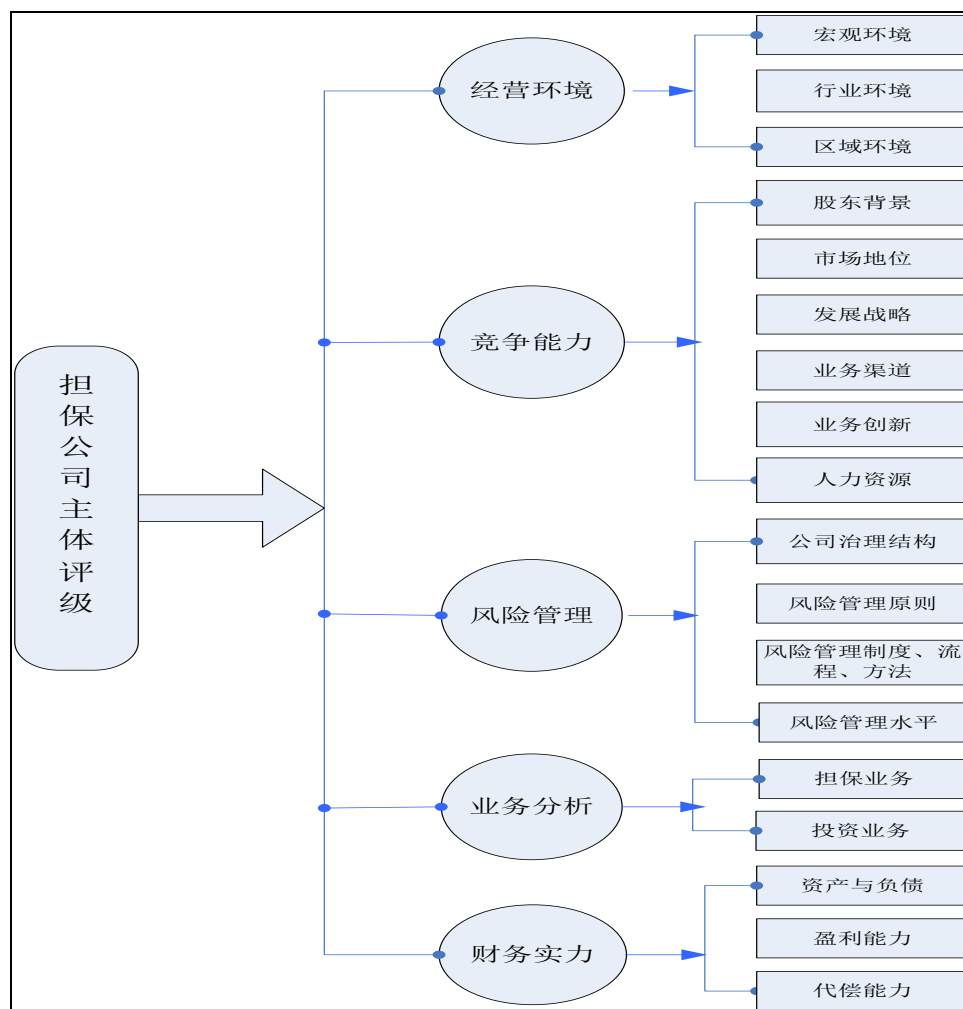 担保公司主体评级
经营环境
宏观环境
行业环境
区域环境
竞争能力
股东背景
市场地位
发展战略
业务渠道
业务创新
人力资源
风险管理
公司治理结构
风险管理原则
风险管理制度、流
程、方法
风险管理水平
业务分析
担保业务
投资业务
财务实力
资产与负债
盈利能力
代偿能力